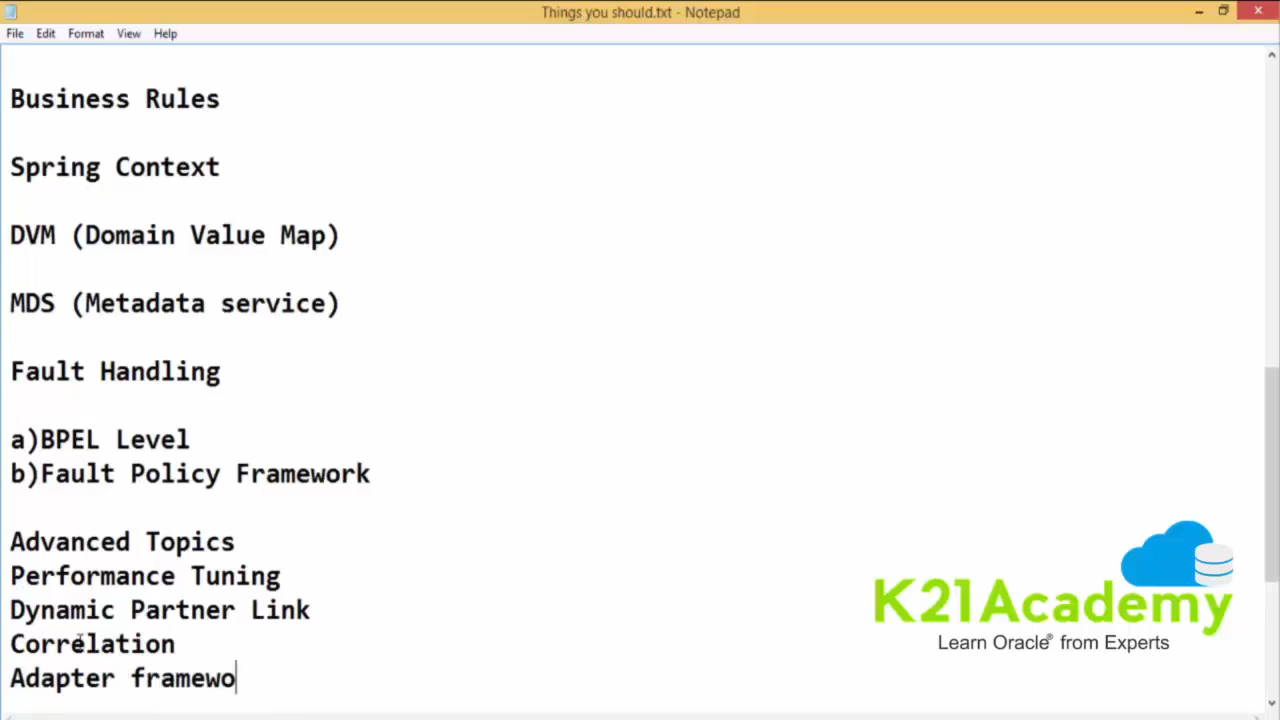 Things you should.txt - Notepad
File Edit Format View Help
Business Rules
Spring Context
DVM (Domain Value Map)
MDS (Metadata service)
Fault Handling
a)BPEL Level
b)Fault Policy Framework
Advanced Topics
Performance Tuning
Dynamic Partner Link
Correlation
Adapter framewo
K21Academy
Learn Oracle® from Experts